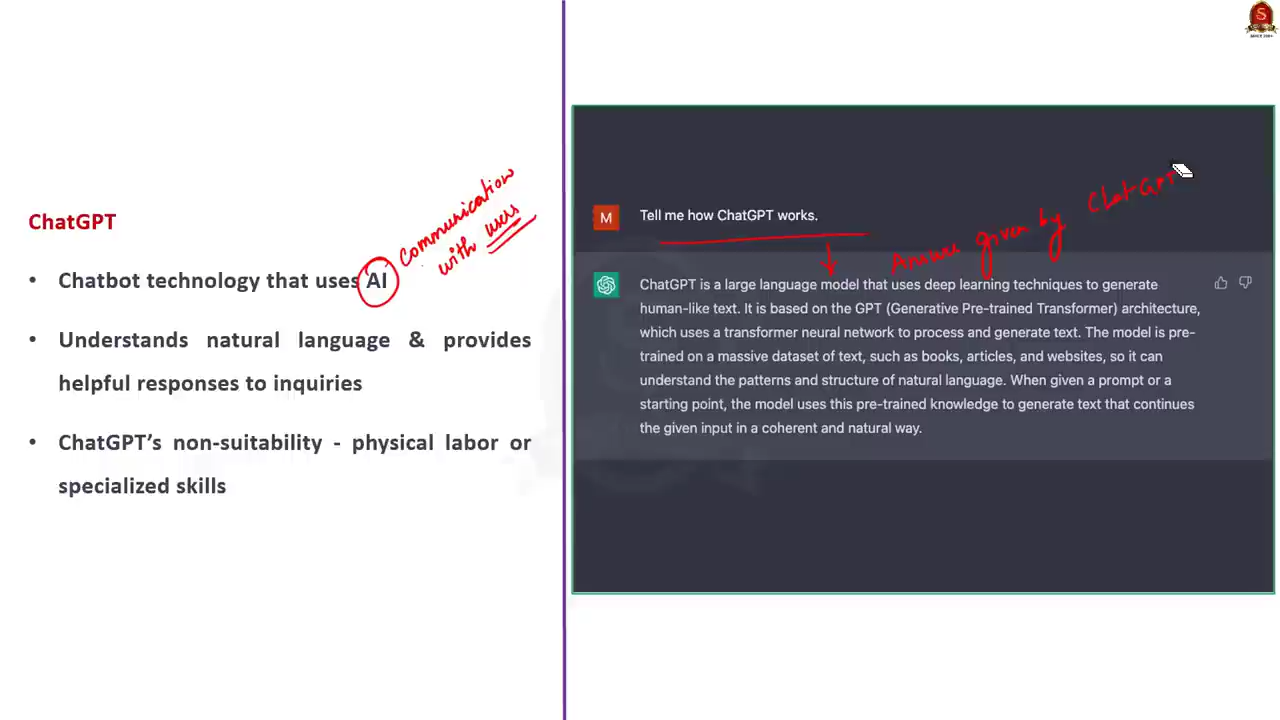 ChatGPT
• Chatbot technology that uses AI
communication
with users
• Understands natural language & provides
helpful responses to inquiries
• ChatGPT's non-suitability - physical labor or
specialized skills
S
M
Tell me how ChatGPT works.
Answer given by ChatGPT
ChatGPT is a large language model that uses deep learning techniques to generate
human-like text. It is based on the GPT (Generative Pre-trained Transformer) architecture,
which uses a transformer neural network to process and generate text. The model is pre-
trained on a massive dataset of text, such as books, articles, and websites, so it can
understand the patterns and structure of natural language. When given a prompt or a
starting point, the model uses this pre-trained knowledge to generate text that continues
the given input in a coherent and natural way.